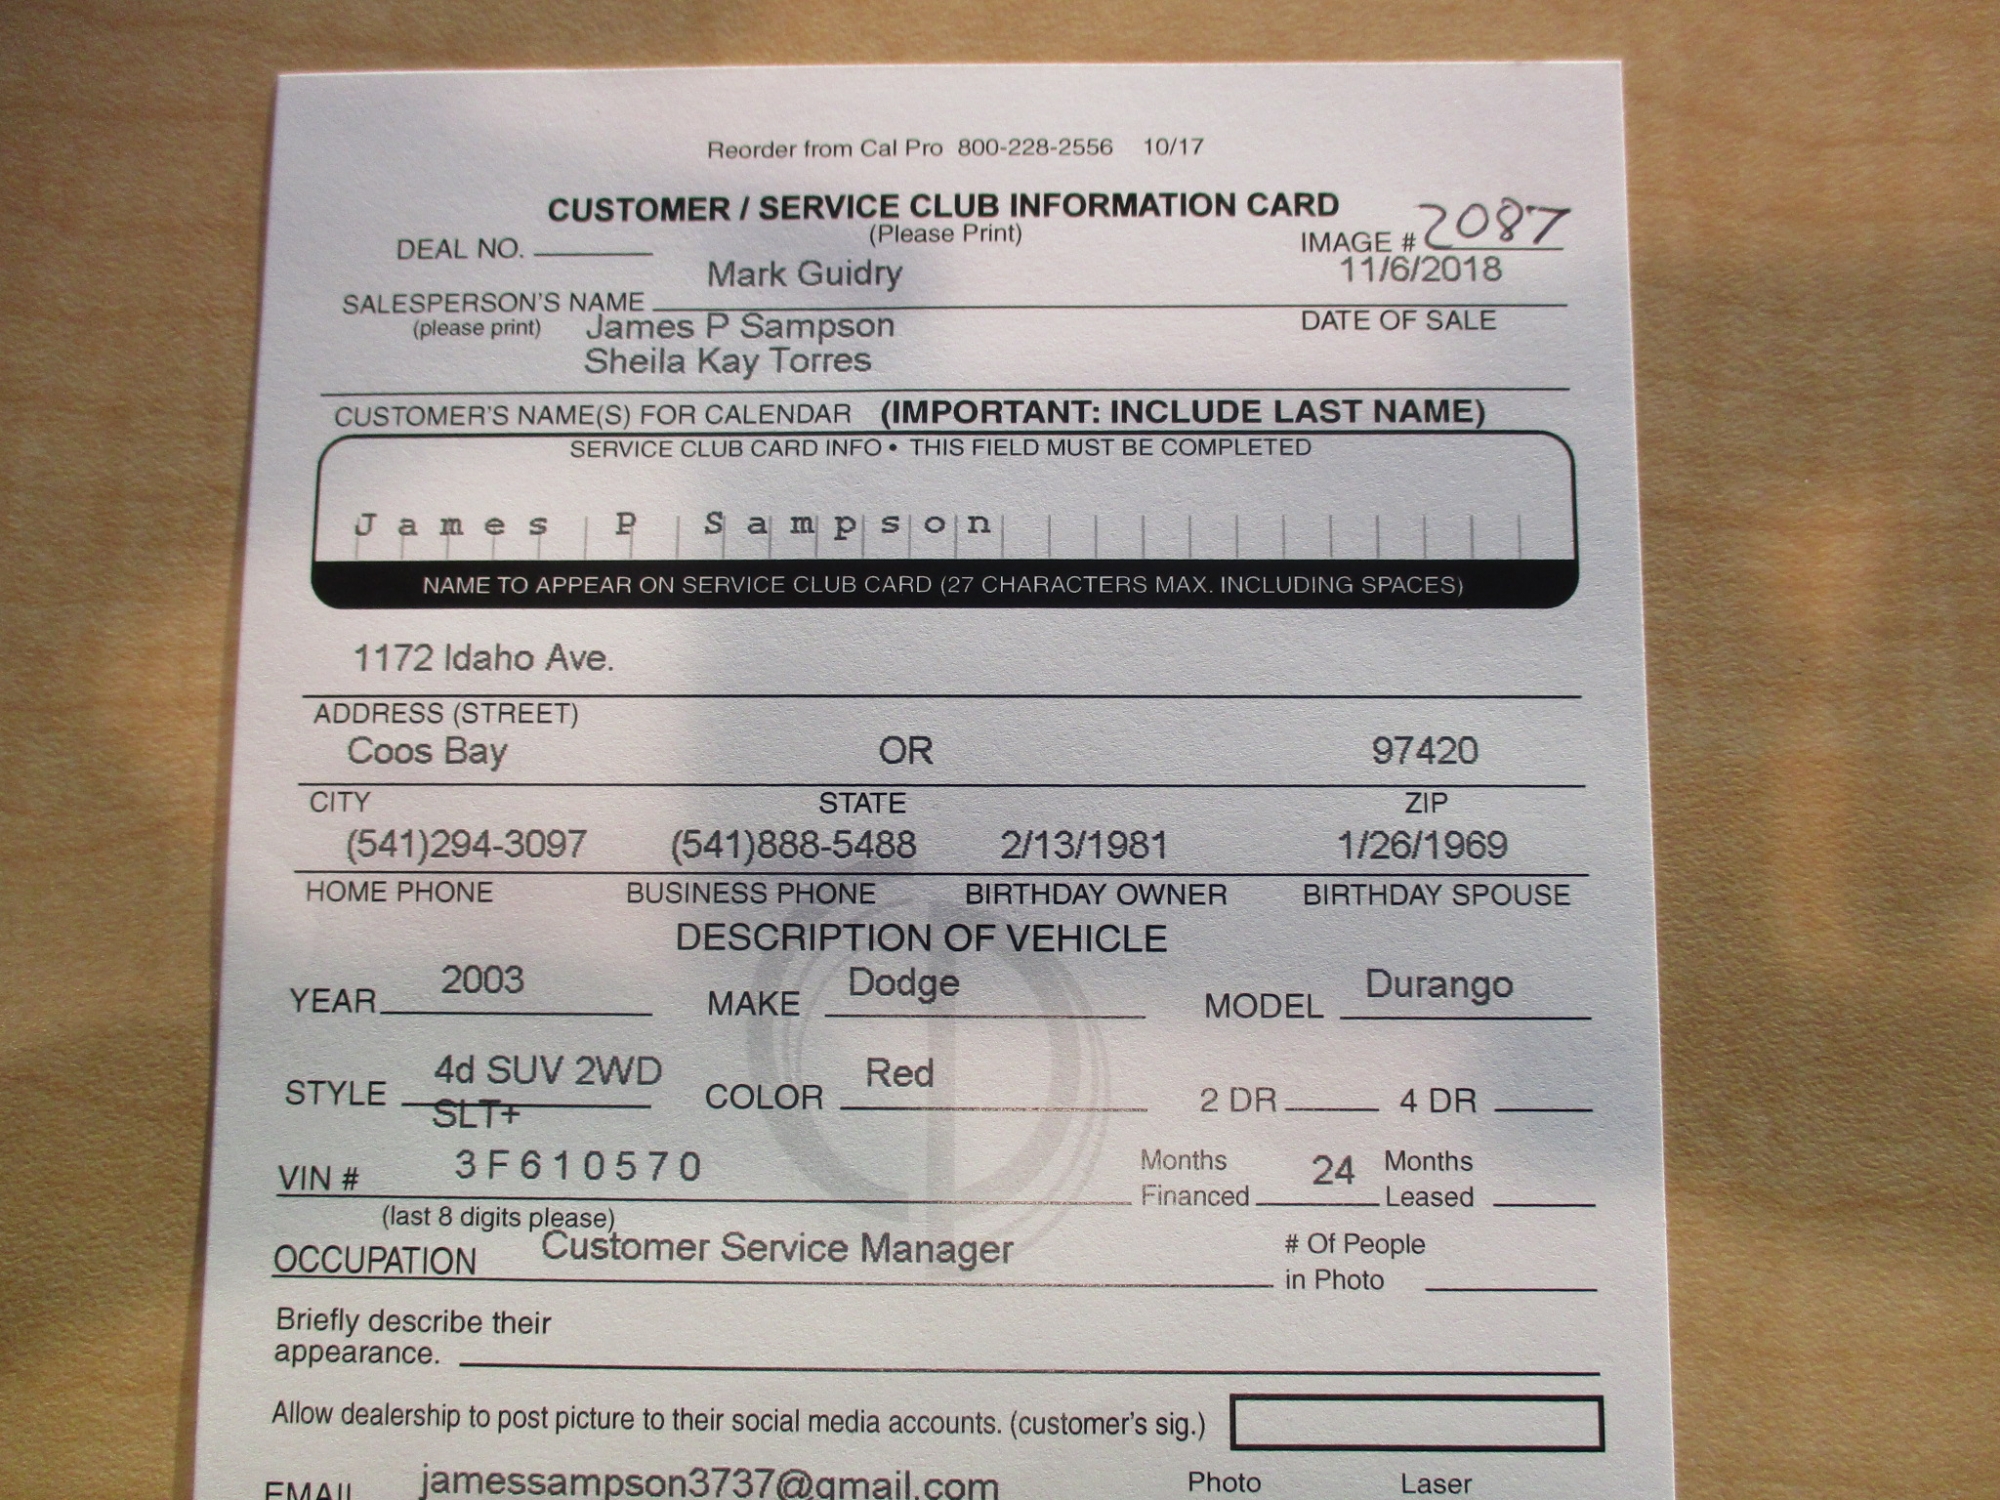 Reorder from Cal Pro 800-228-2556 10/17
CUSTOMER / SERVICE CLUB INFORMATION CARD
(Please Print)
DEAL NO.
IMAGE # 2087
Mark Guidry 11/6/2018
SALESPERSON'S NAME
(please print)
DATE OF SALE
James P Sampson
Sheila Kay Torres
CUSTOMER'S NAME(S) FOR CALENDAR (IMPORTANT: INCLUDE LAST NAME)
SERVICE CLUB CARD INFO • THIS FIELD MUST BE COMPLETED
James P Sampson
NAME TO APPEAR ON SERVICE CLUB CARD (27 CHARACTERS MAX. INCLUDING SPACES)
1172 Idaho Ave.
ADDRESS (STREET)
Coos Bay OR 97420
CITY STATE ZIP
(541)294-3097 (541)888-5488 2/13/1981 1/26/1969
HOME PHONE BUSINESS PHONE BIRTHDAY OWNER BIRTHDAY SPOUSE
DESCRIPTION OF VEHICLE
YEAR 2003 MAKE Dodge MODEL Durango
STYLE 4d SUV 2WD SLT+ COLOR Red 2 DR 4 DR
VIN # 3F610570 Months Financed 24 Months Leased
(last 8 digits please)
OCCUPATION Customer Service Manager # Of People in Photo
Briefly describe their
appearance.
Allow dealership to post picture to their social media accounts. (customer's sig.)
EMAIL jamessampson3737@gmail.com Photo Laser